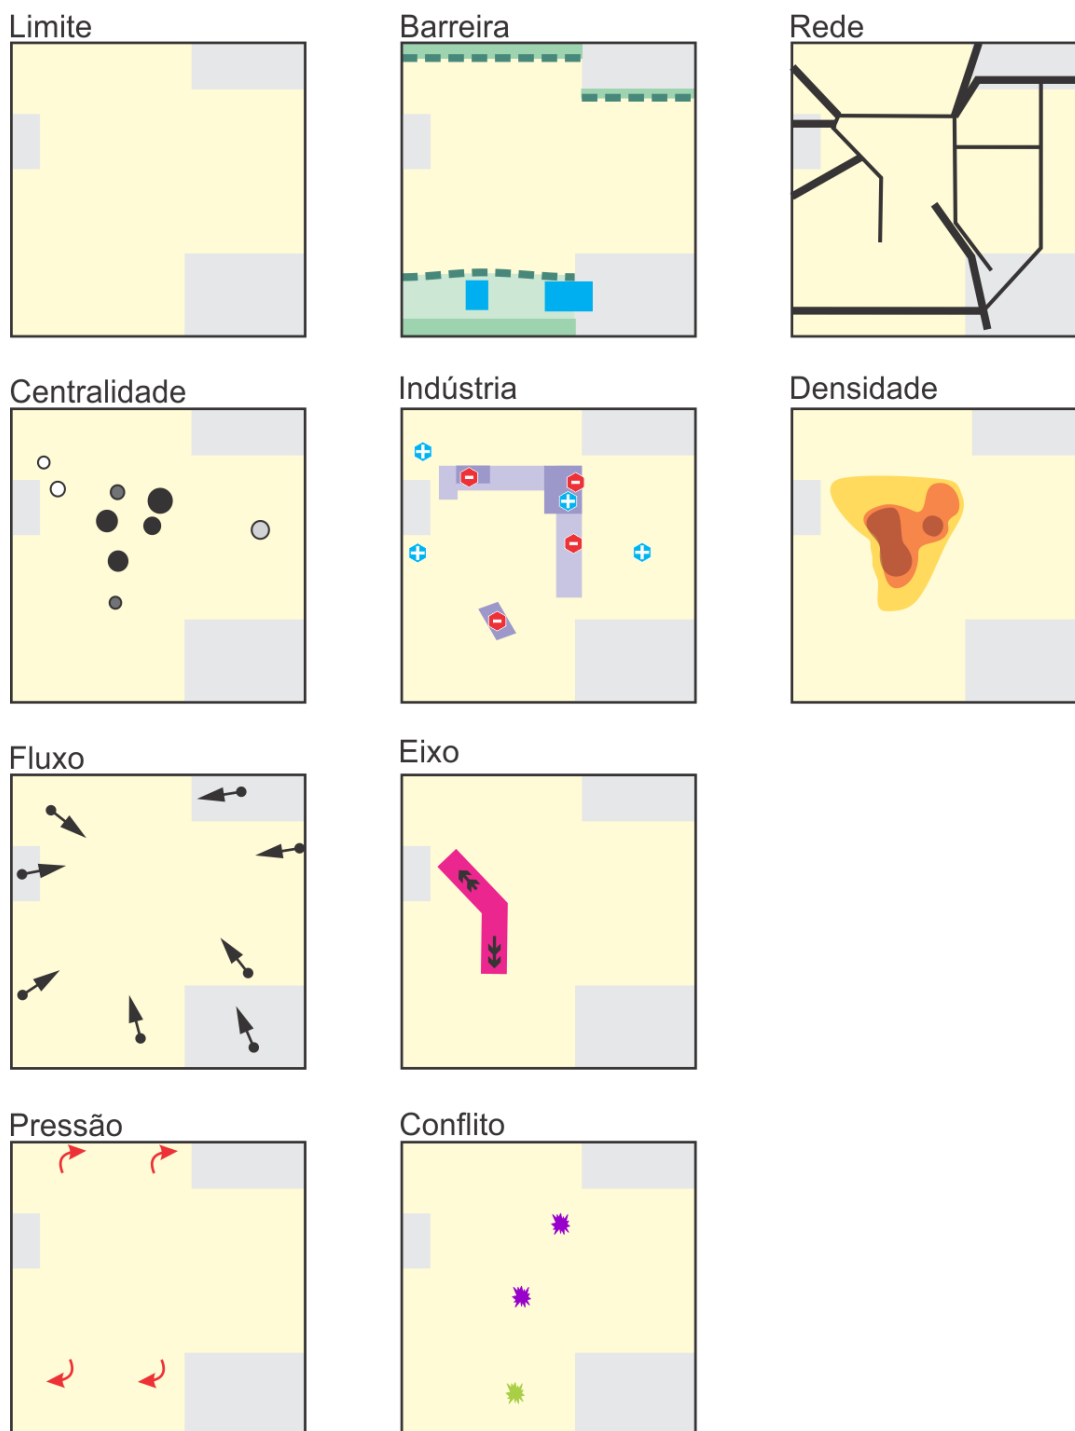 Limite
Barreira
Rede
Centralidade
Indústria
Densidade
Fluxo
Eixo
Pressão
Conflito